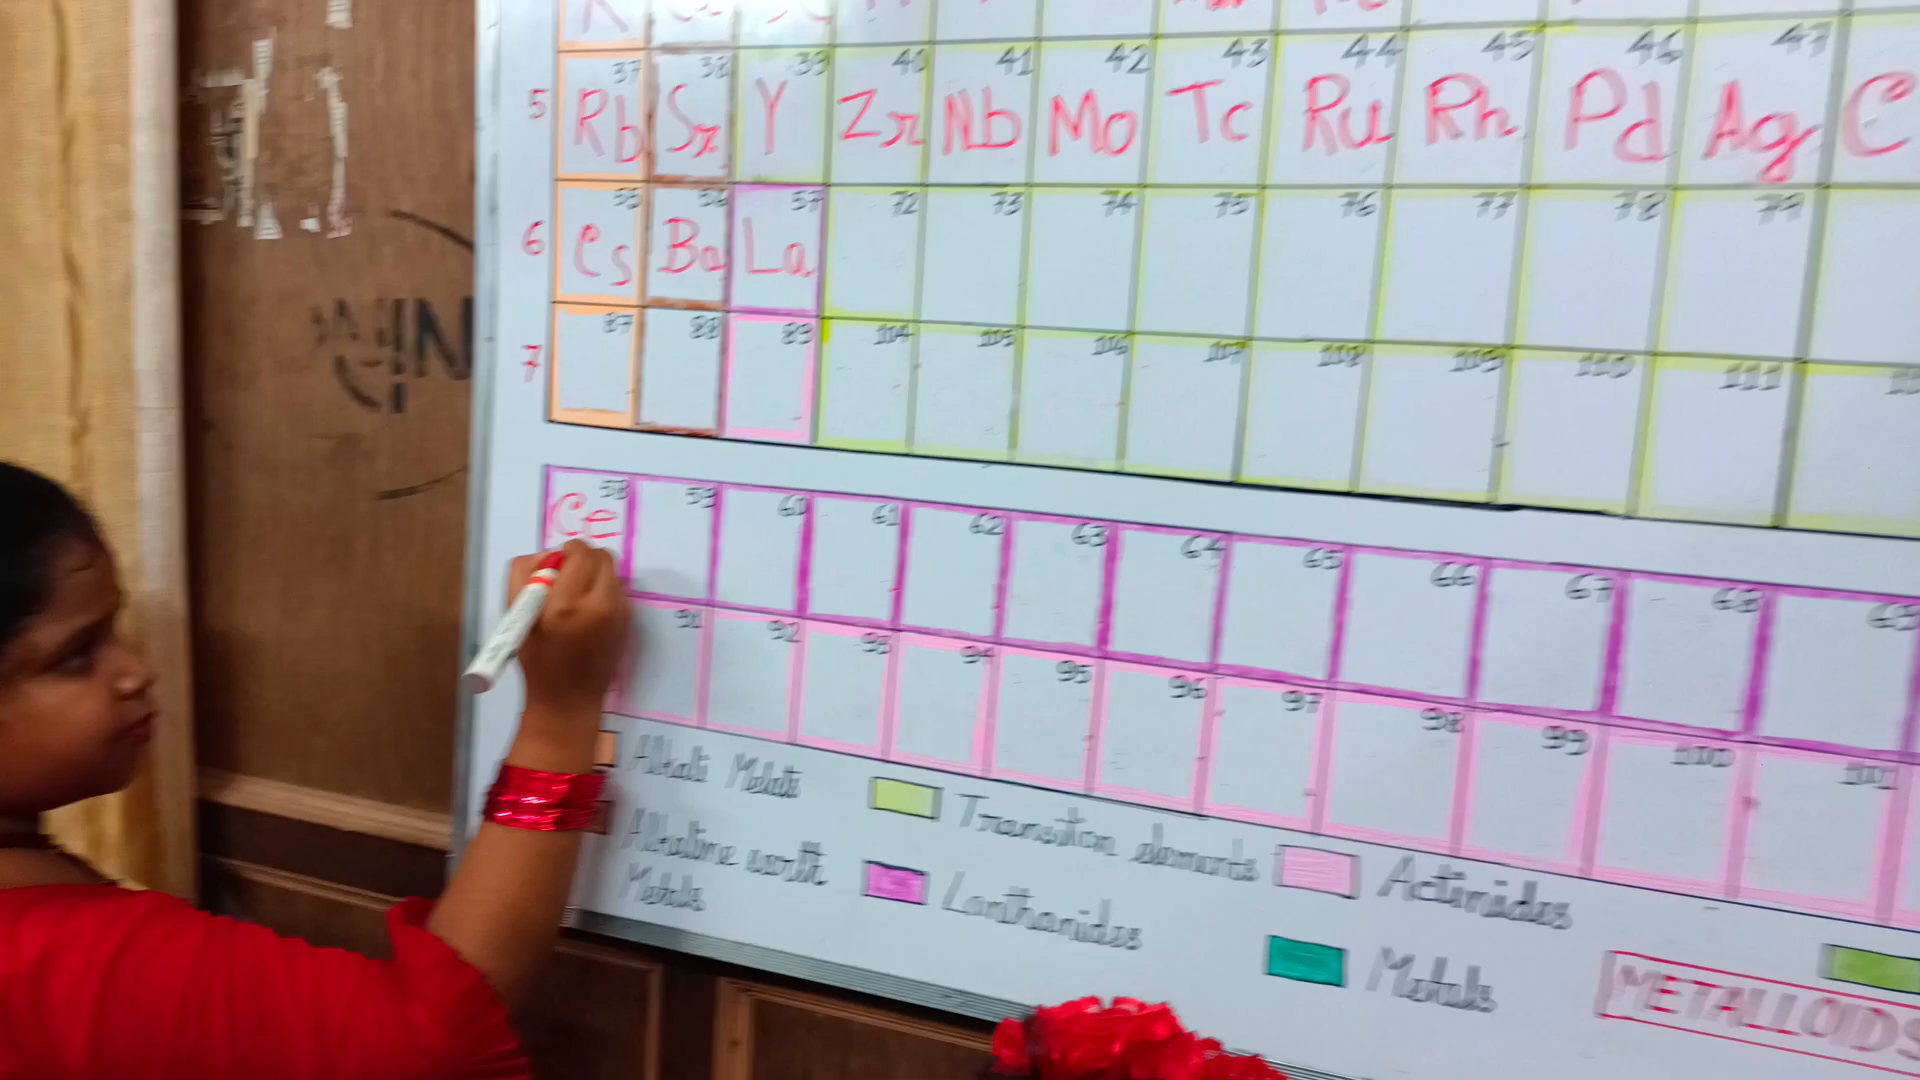 37 38 39 40 41 42 43 44 45 46 47
5 Rb Sr Y Zr Nb Mo Tc Ru Rh Pd Ag C
55 56 57 72 73 74 75 76 77 78 79
6 Cs Ba La
87 88 89 104 105 106 107 108 109 110 111
7
58 59 60 61 62 63 64 65 66 67 68 69
Ce
91 92 93 94 95 96 97 98 99 100 101
Alkali Metals
Transition elements
Actinides
Alkaline earth
Metals
Lanthanides
Metals
METALLOIDS